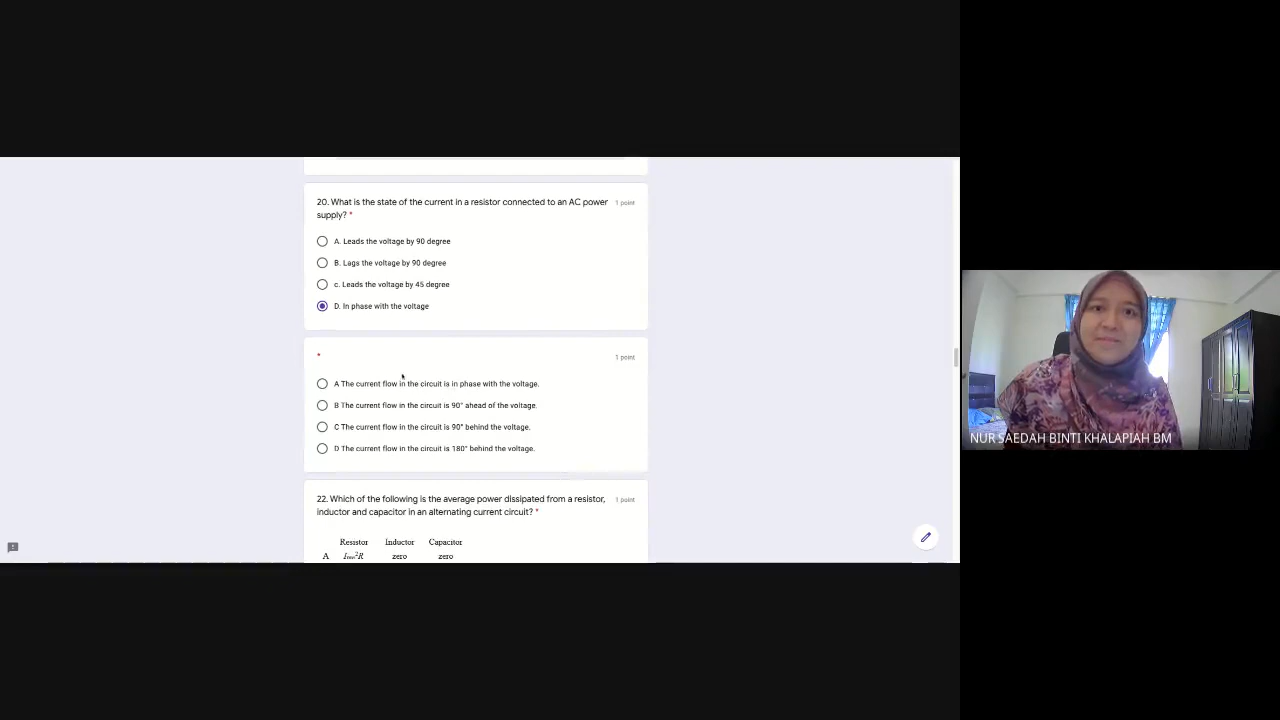 20. What is the state of the current in a resistor connected to an AC power
supply? *
1 point
A. Leads the voltage by 90 degree
B. Lags the voltage by 90 degree
c. Leads the voltage by 45 degree
D. In phase with the voltage
*
1 point
A The current flow in the circuit is in phase with the voltage.
B The current flow in the circuit is 90° ahead of the voltage.
C The current flow in the circuit is 90° behind the voltage.
D The current flow in the circuit is 180° behind the voltage.
22. Which of the following is the average power dissipated from a resistor,
inductor and capacitor in an alternating current circuit? *
1 point
Resistor Inductor Capacitor
A Irms²R zero zero
NUR SAEDAH BINTI KHALAPIAH BM